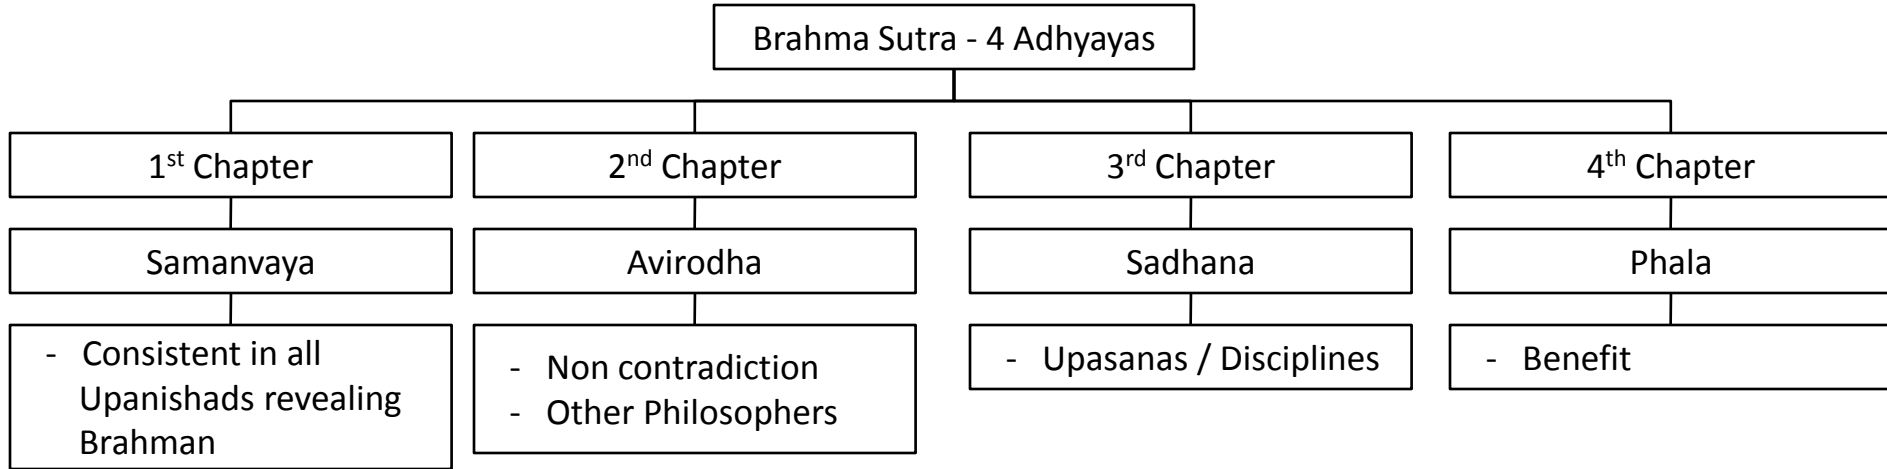 Brahma Sutra - 4 Adhyayas
1st Chapter
2nd Chapter
3rd Chapter
4th Chapter
Samanvaya
Avirodha
Sadhana
Phala
- Consistent in all
Upanishads revealing
Brahman
- Non contradiction
- Other Philosophers
- Upasanas / Disciplines
- Benefit